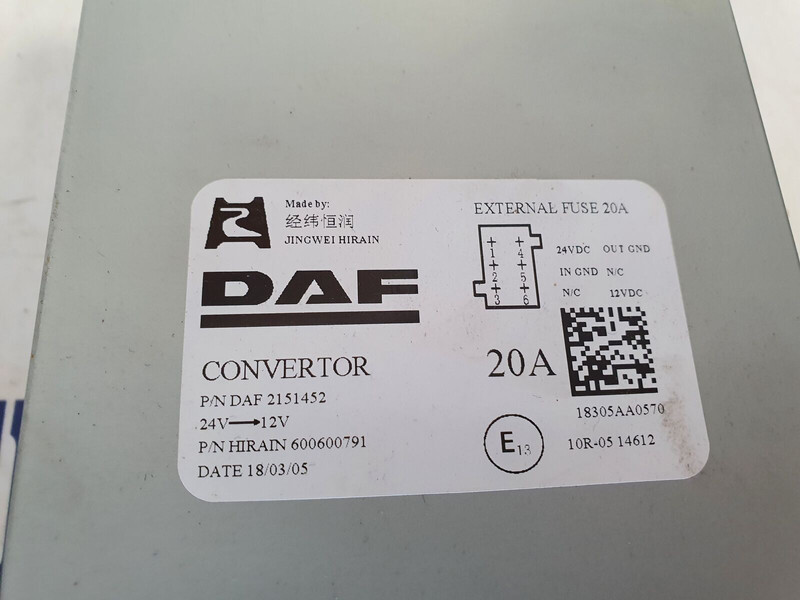 Made by:
经纬恒润
JINGWEI HIRAIN
DAF
CONVERTOR
P/N DAF 2151452
24V→12V
P/N HIRAIN 600600791
DATE 18/03/05
EXTERNAL FUSE 20A
1 4 24VDC OUT GND
2 5 IN GND N/C
3 6 N/C 12VDC
20A
18305AA0570
E13 10R-05 14612